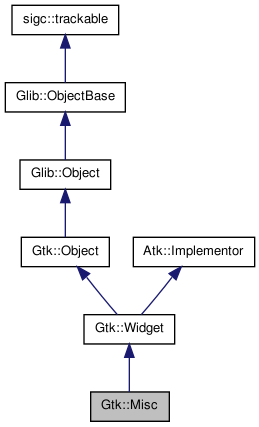 sigc::trackable
Glib::ObjectBase
Glib::Object
Gtk::Object
Atk::Implementor
Gtk::Widget
Gtk::Misc